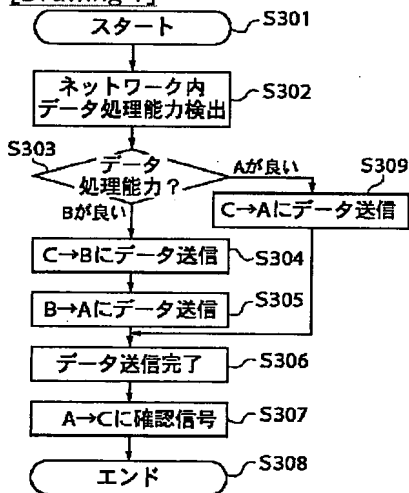 スタート
S301
ネットワーク内
データ処理能力検出
S302
S303
データ
処理能力?
Aが良い
S309
Bが良い
C→Aにデータ送信
C→Bにデータ送信
S304
B→Aにデータ送信
S305
データ送信完了
S306
A→Cに確認信号
S307
エンド
S308